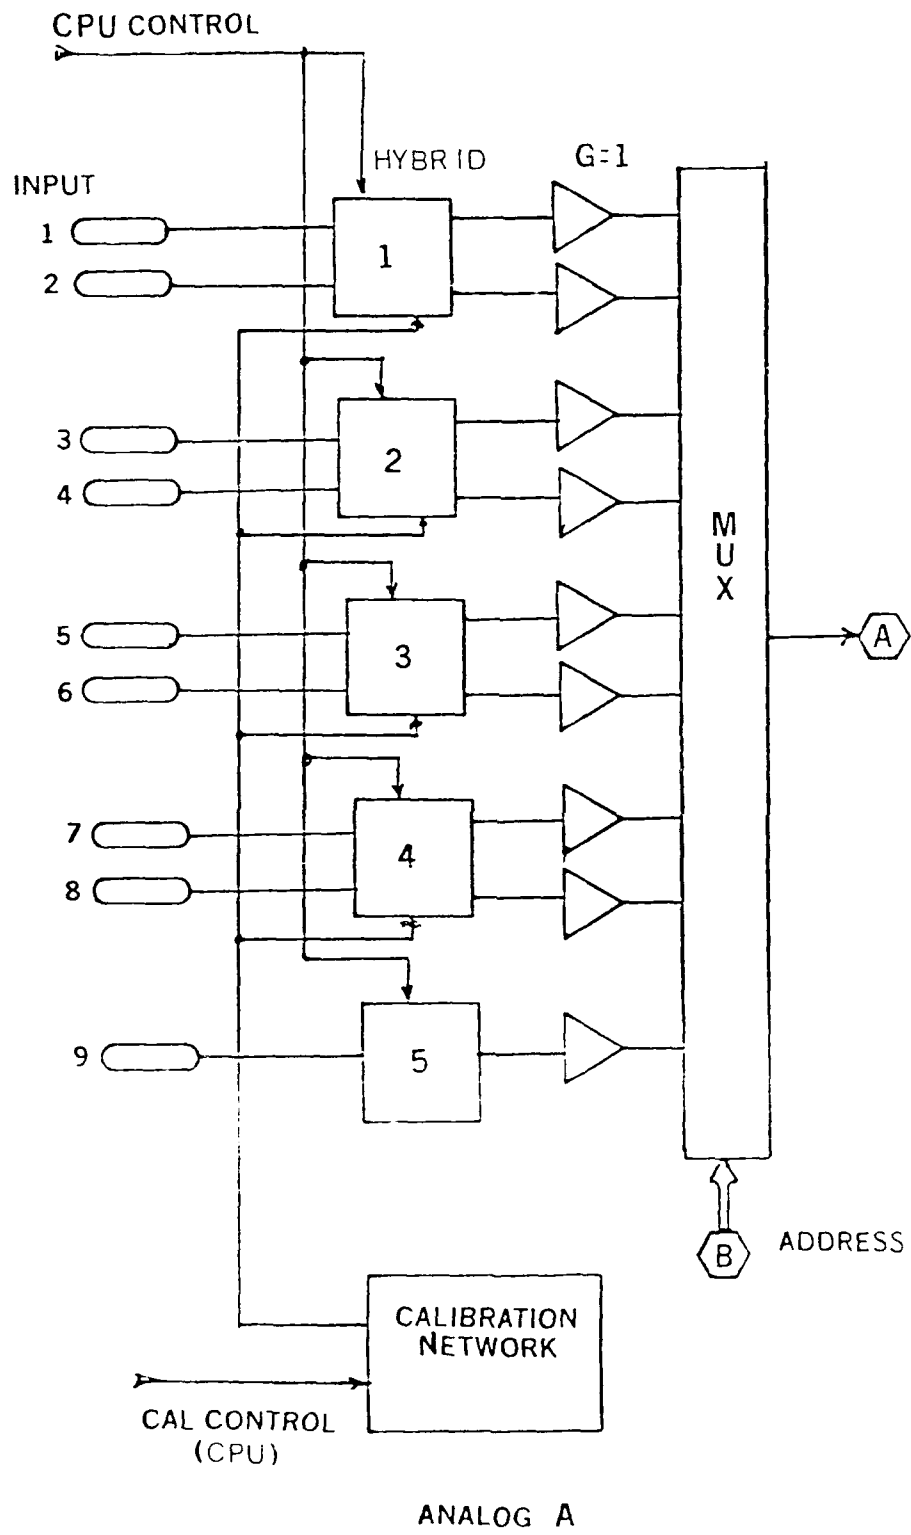 CPU CONTROL
HYBRID
G=1
INPUT
1
1
2
3
2
4
MUX
5
3
A
6
7
4
8
9
5
B
ADDRESS
CALIBRATION
NETWORK
CAL CONTROL
(CPU)
ANALOG A